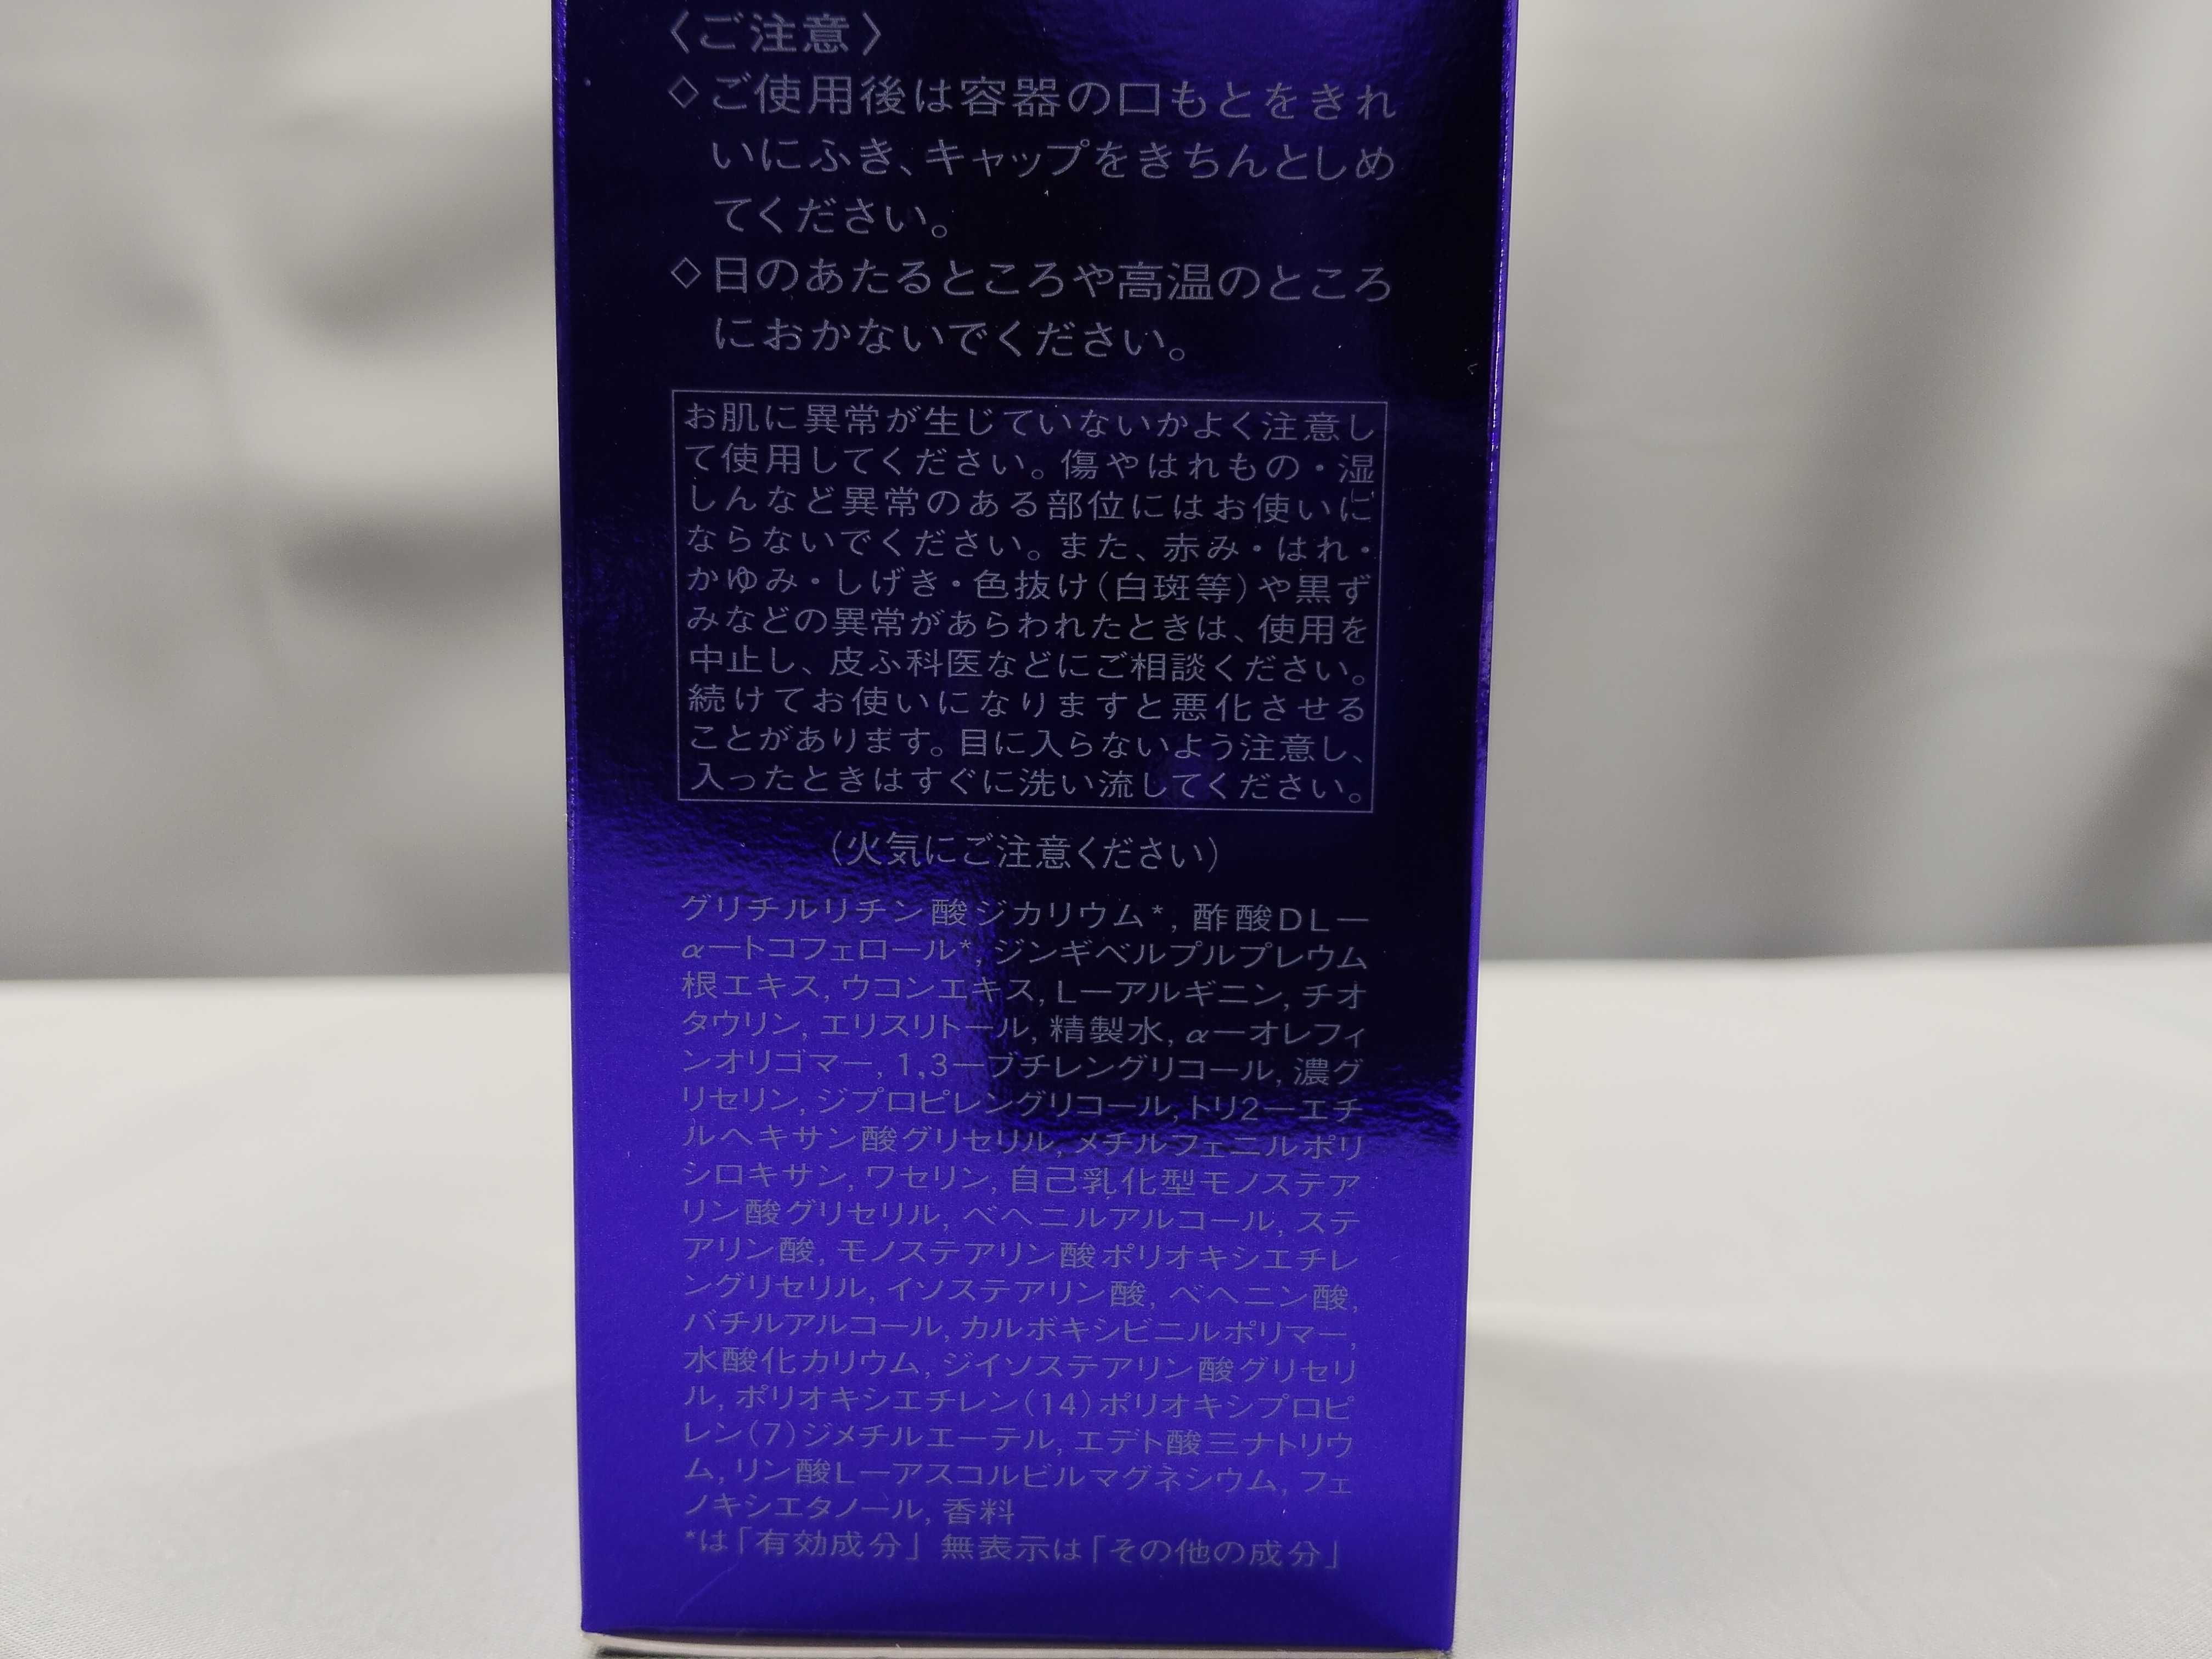 〈ご注意〉
◇ご使用後は容器の口もとをきれ
いにふき、キャップをきちんとしめ
てください。
◇日のあたるところや高温のところ
におかないでください。
お肌に異常が生じていないかよく注意し
て使用してください。傷やはれもの・湿
しんなど異常のある部位にはお使いに
ならないでください。また、赤み・はれ・
かゆみ・しげき・色抜け(白斑等)や黒ず
みなどの異常があらわれたときは、使用を
中止し、皮ふ科医などにご相談ください。
続けてお使いになりますと悪化させる
ことがあります。目に入らないよう注意し、
入ったときはすぐに洗い流してください。
(火気にご注意ください)
グリチルリチン酸ジカリウム*, 酢酸DL―
α―トコフェロール*, ジンギベルプルプレウム
根エキス, ウコンエキス, L―アルギニン, チオ
タウリン, エリスリトール, 精製水, α―オレフィ
ンオリゴマー, 1,3―ブチレングリコール, 濃グ
リセリン, ジプロピレングリコール, トリ2―エチ
ルヘキサン酸グリセリル, メチルフェニルポリ
シロキサン, ワセリン, 自己乳化型モノステア
リン酸グリセリル, ベヘニルアルコール, ステ
アリン酸, モノステアリン酸ポリオキシエチレ
ングリセリル, イソステアリン酸, ベヘニン酸,
バチルアルコール, カルボキシビニルポリマー,
水酸化カリウム, ジイソステアリン酸グリセリ
ル, ポリオキシエチレン(14)ポリオキシプロピ
レン(7)ジメチルエーテル, エデト酸三ナトリウ
ム, リン酸L―アスコルビルマグネシウム, フェ
ノキシエタノール, 香料
*は「有効成分」 無表示は「その他の成分」